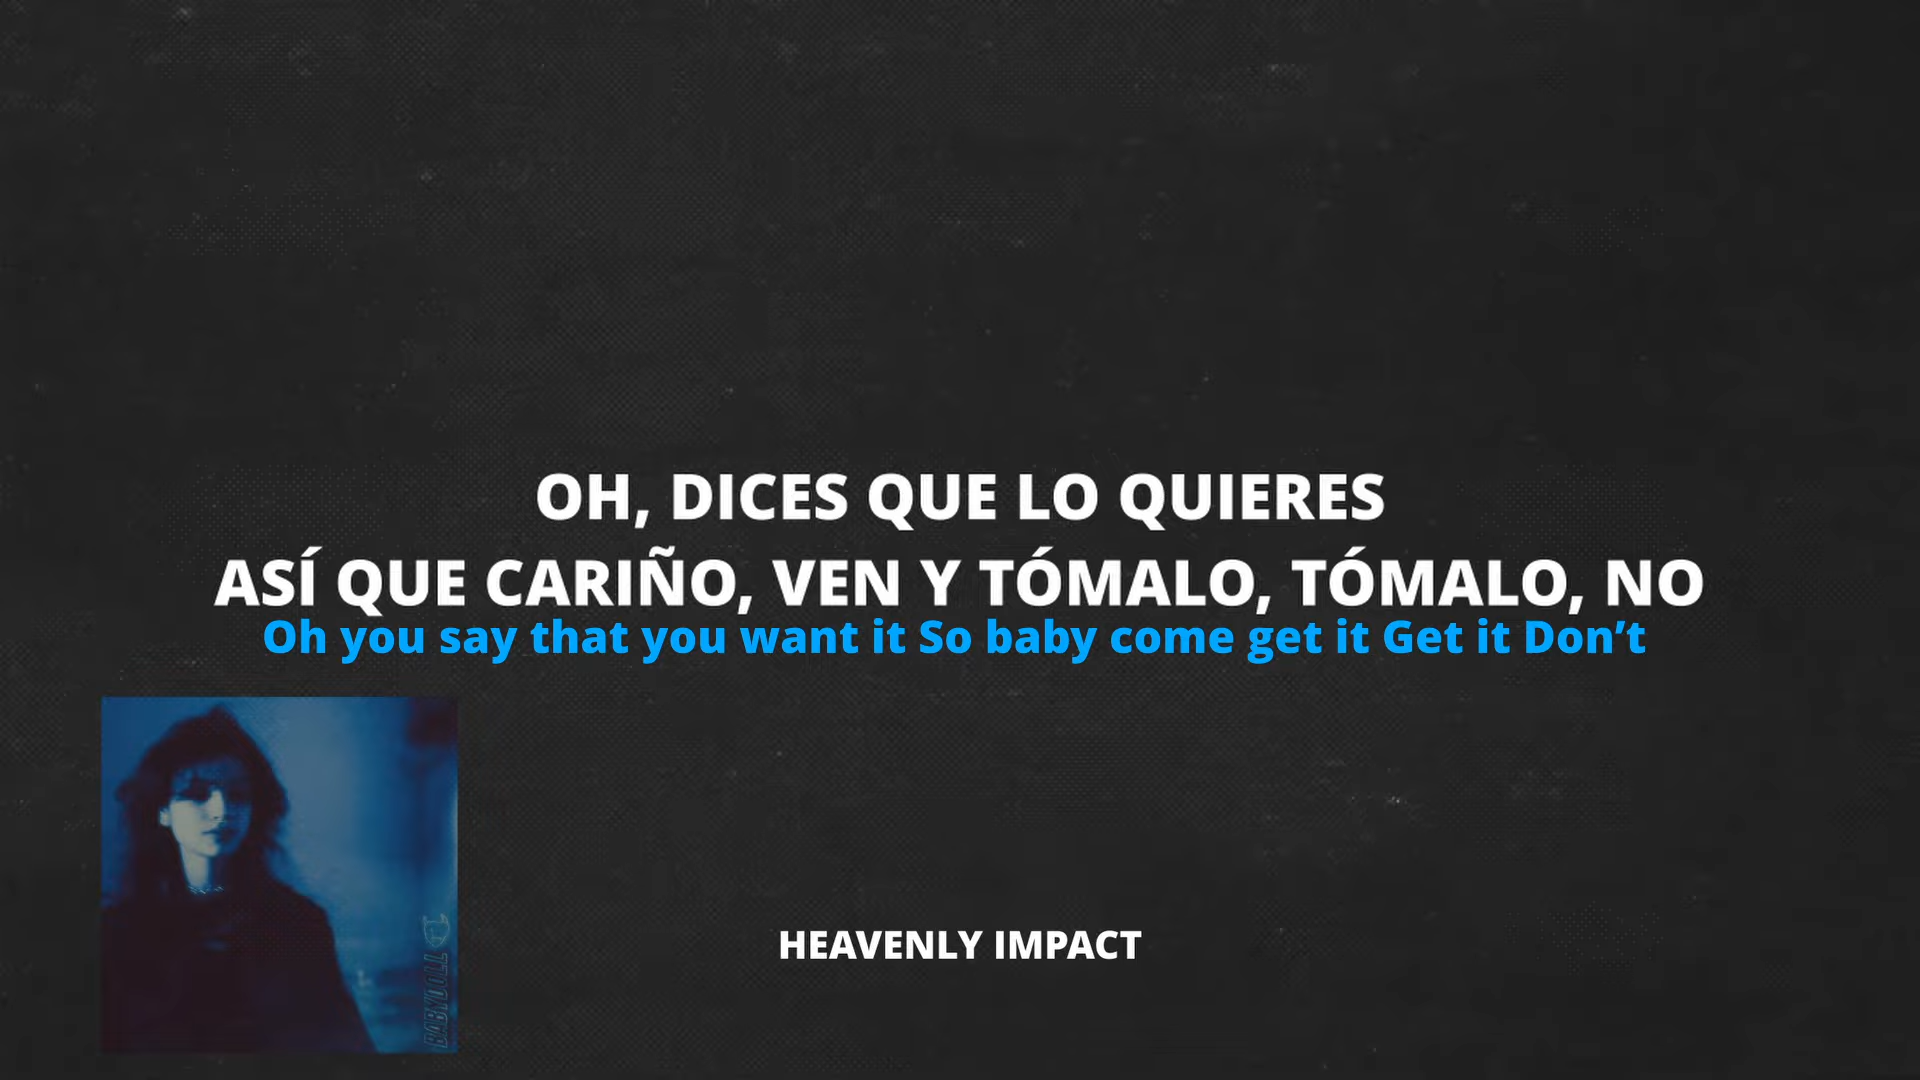 OH, DICES QUE LO QUIERES
ASÍ QUE CARIÑO, VEN Y TÓMALO, TÓMALO, NO
Oh you say that you want it So baby come get it Get it Don’t
BABYDOLL
HEAVENLY IMPACT